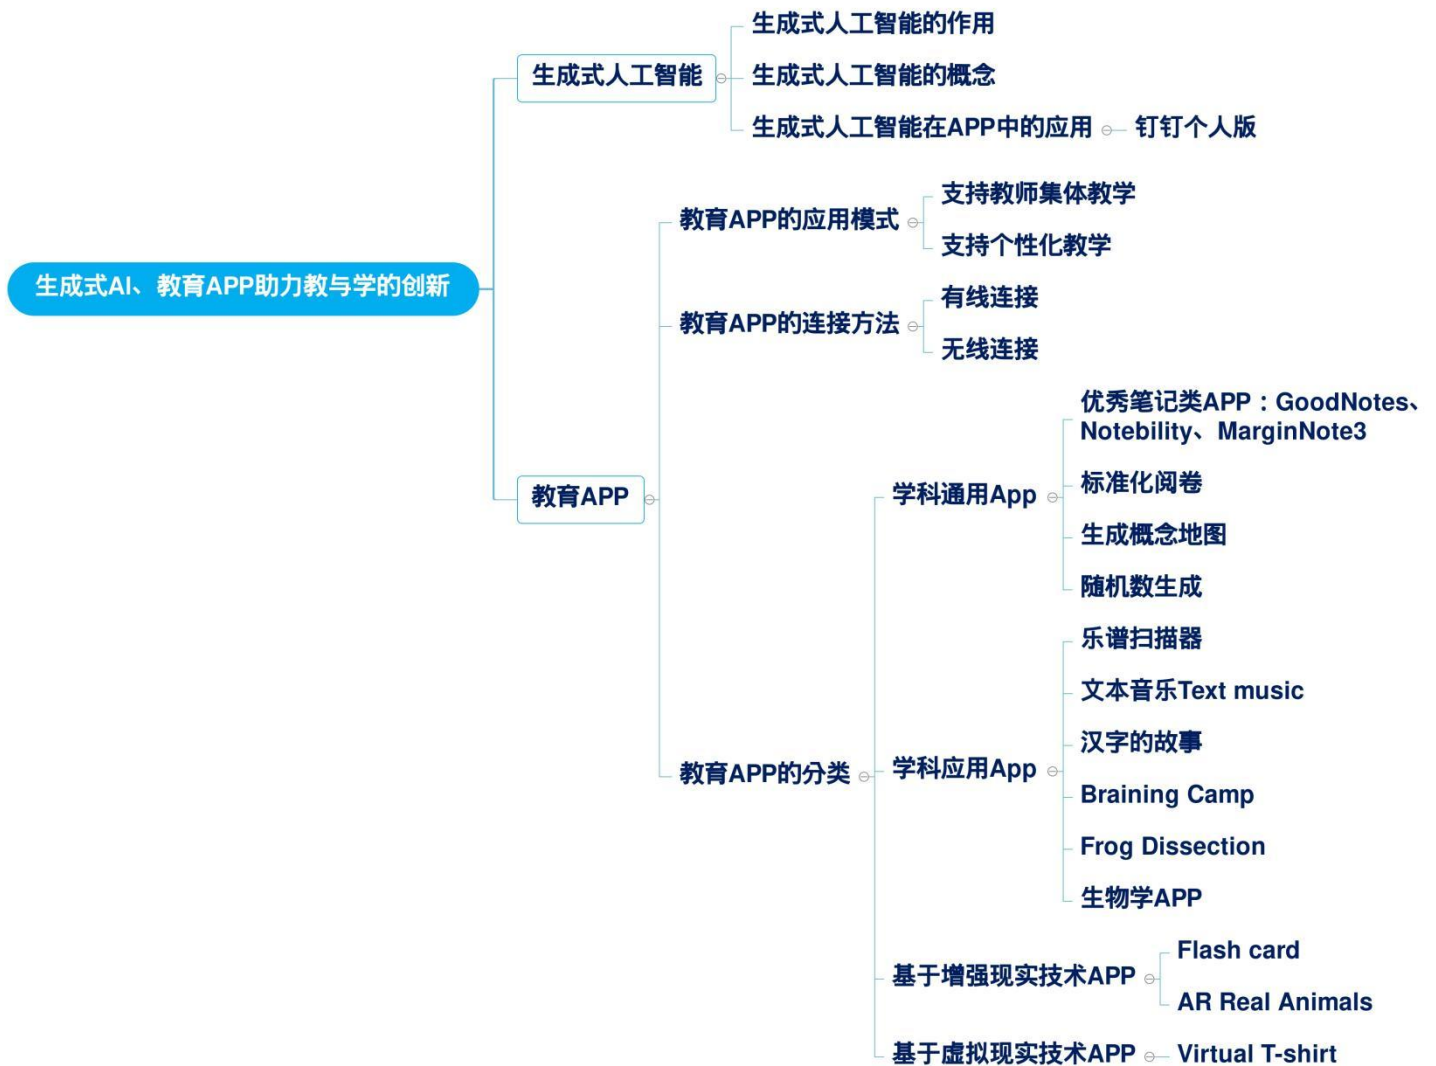 生成式AI、教育APP助力教与学的创新
生成式人工智能
生成式人工智能的作用
生成式人工智能的概念
生成式人工智能在APP中的应用
钉钉个人版
教育APP
教育APP的应用模式
支持教师集体教学
支持个性化教学
教育APP的连接方法
有线连接
无线连接
教育APP的分类
学科通用App
优秀笔记类APP：GoodNotes、
Notebility、MarginNote3
标准化阅卷
生成概念地图
随机数生成
学科应用App
乐谱扫描器
文本音乐Text music
汉字的故事
Braining Camp
Frog Dissection
生物学APP
基于增强现实技术APP
Flash card
AR Real Animals
基于虚拟现实技术APP
Virtual T-shirt